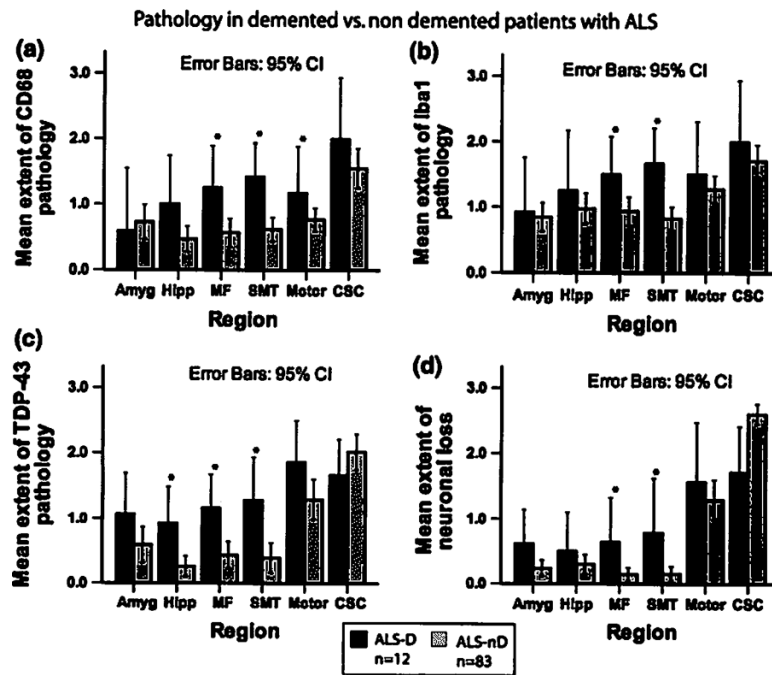 Pathology in demented vs. non demented patients with ALS
(a)
Error Bars: 95% CI
Mean extent of CD68
pathology
3.0
2.0
1.0
0.0
*
*
*
Amyg Hipp MF SMT Motor CSC
Region
(b)
Error Bars: 95% CI
Mean extent of Iba1
pathology
3.0
2.0
1.0
0.0
*
*
Amyg Hipp MF SMT Motor CSC
Region
(c)
Error Bars: 95% CI
Mean extent of TDP-43
pathology
3.0
2.0
1.0
0.0
*
*
*
Amyg Hipp MF SMT Motor CSC
Region
(d)
Error Bars: 95% CI
Mean extent of
neuronal loss
3.0
2.0
1.0
0.0
*
*
Amyg Hipp MF SMT Motor CSC
Region
ALS-D
n=12
ALS-nD
n=83